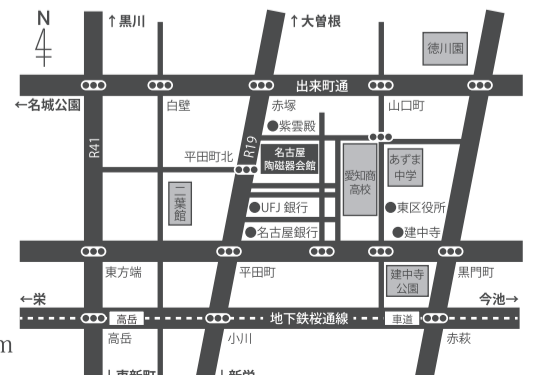 N
↑黒川
↑大曽根
徳川園
出来町通
←名城公園
白壁
赤塚
山口町
紫雲殿
R41
R19
平田町北
名古屋
陶磁器会館
愛知商
高校
あずま
中学
二葉館
UFJ 銀行
東区役所
名古屋銀行
建中寺
東方端
平田町
建中寺
公園
黒門町
←栄
今池→
高岳
地下鉄桜通線
車道
m
高岳
小川
赤萩
↓東新町
↓新栄